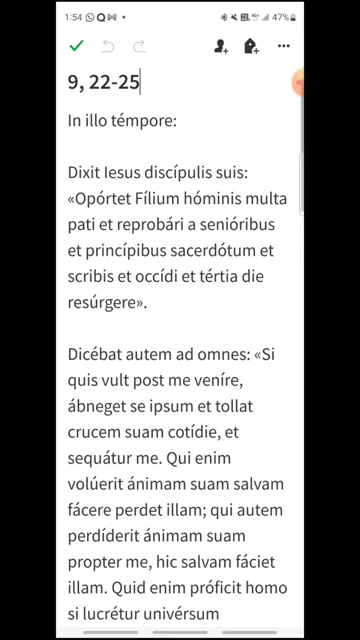 1:54 47%
9, 22-25
In illo témpore:
Dixit Iesus discípulis suis:
«Opórtet Fílium hóminis multa
pati et reprobári a senióribus
et princípibus sacerdótum et
scribis et occídi et tértia die
resúrgere».
Dicébat autem ad omnes: «Si
quis vult post me veníre,
ábneget se ipsum et tollat
crucem suam cotídie, et
sequátur me. Qui enim
volúerit ánimam suam salvam
fácere perdet illam; qui autem
perdíderit ánimam suam
propter me, hic salvam fáciet
illam. Quid enim próficit homo
si lucrétur univérsum